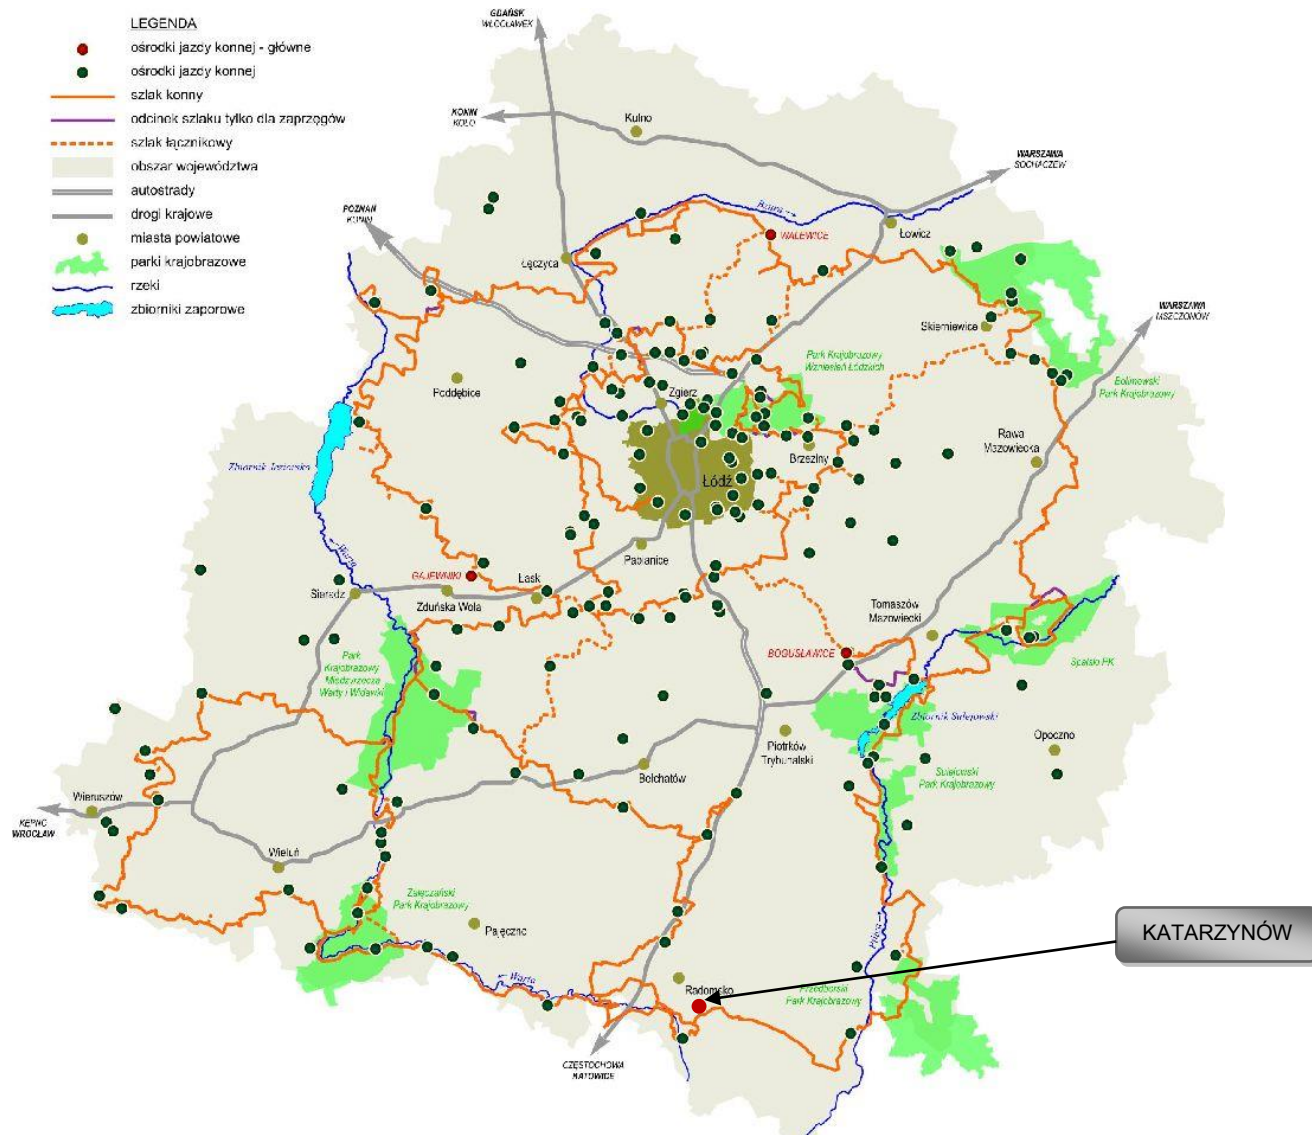 LEGENDA
ośrodki jazdy konnej - główne
ośrodki jazdy konnej
szlak konny
odcinek szlaku tylko dla zaprzęgów
szlak łącznikowy
obszar województwa
autostrady
drogi krajowe
miasta powiatowe
parki krajobrazowe
rzeki
zbiorniki zaporowe
GDAŃSK
WŁOCŁAWEK
KONIN
KOŁO
Kutno
WARSZAWA
SOCHACZEW
POZNAŃ
KONIN
Bzura
WALEWICE
Łowicz
Łęczyca
WARSZAWA
MSZCZONÓW
Skierniewice
Park Krajobrazowy
Wzniesień Łódzkich
Bolimowski
Park Krajobrazowy
Poddębice
Zgierz
Rawa
Mazowiecka
Brzeziny
Zbiornik Jeziorsko
Łódź
Warta
Pabianice
GAJEWNIKI
Łask
Sieradz
Zduńska Wola
Tomaszów
Mazowiecki
BOGUSŁAWICE
Spalski PK
Park
Krajobrazowy
Międzyrzecza
Warty i Widawki
Zbiornik Sulejowski
Opoczno
Piotrków
Trybunalski
Sulejowski
Park Krajobrazowy
Bełchatów
Wieruszów
KĘPNO
WROCŁAW
Wieluń
Załęczański
Park Krajobrazowy
Pajęczno
Pilica
KATARZYNÓW
Warta
Radomsko
Przedborski
Park Krajobrazowy
CZĘSTOCHOWA
KATOWICE